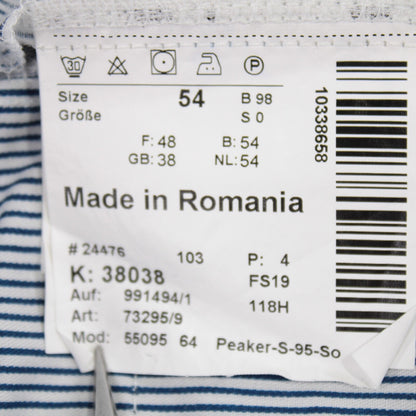 30 P
Size 54 B 98
Größe S 0
F: 48 B: 54
GB: 38 NL: 54
Made in Romania
# 24476 103 P: 4
K: 38038 FS19
Auf: 991494/1 118H
Art: 73295/9
Mod: 55095 64 Peaker-S-95-So
10338658